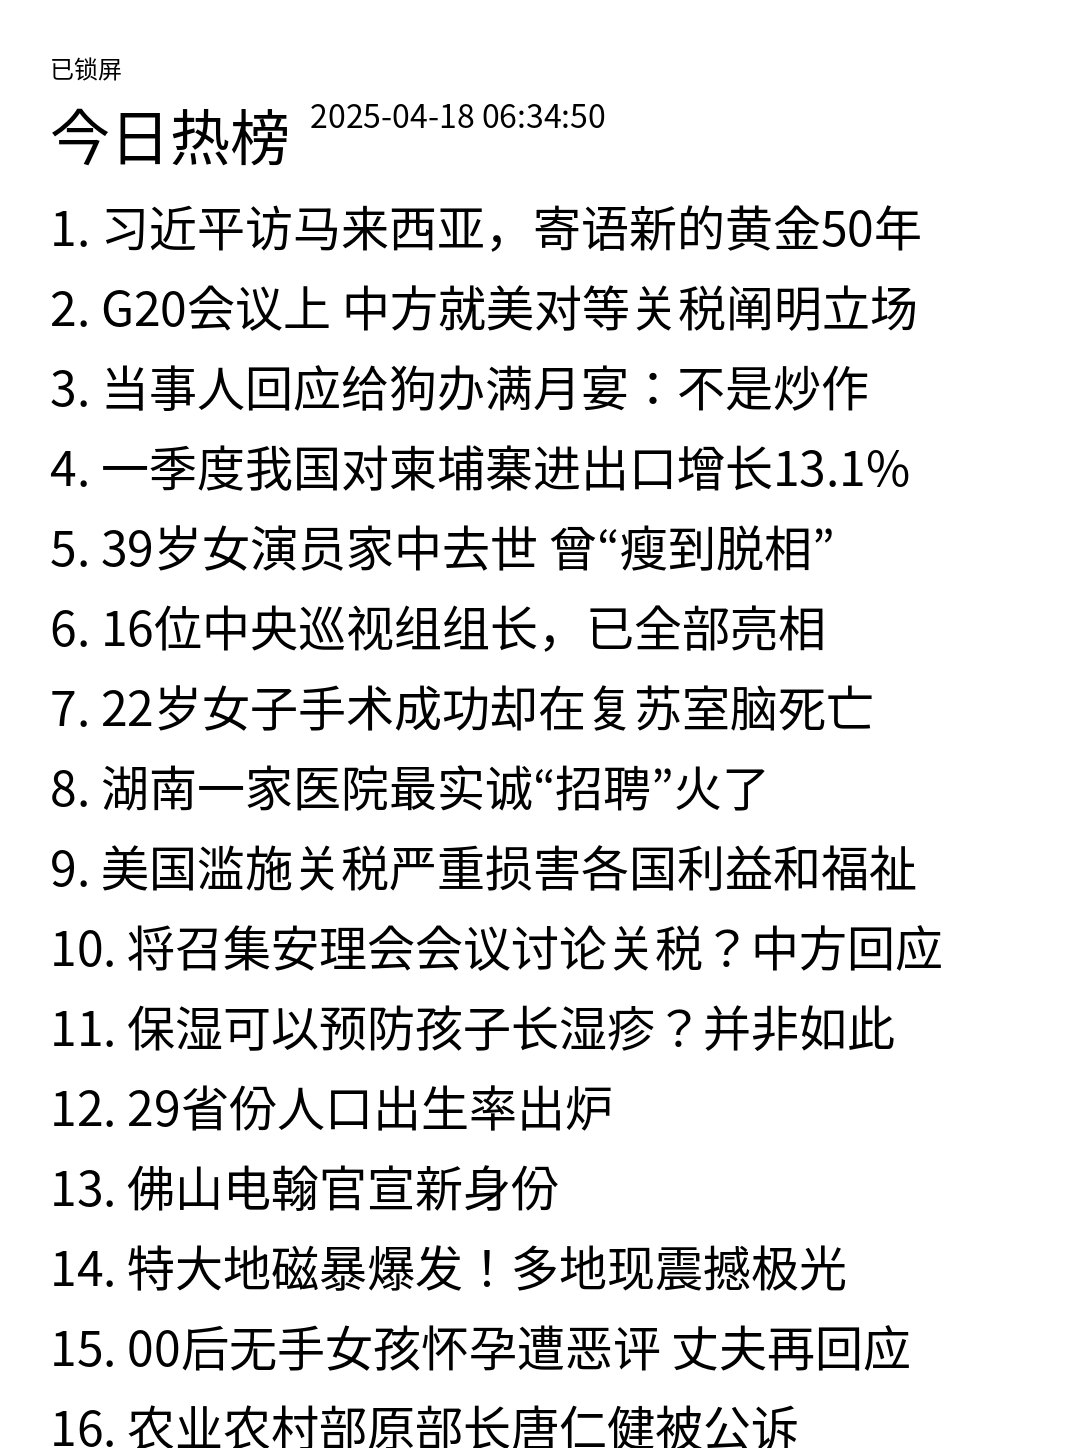 已锁屏
今日热榜 2025-04-18 06:34:50
1. 习近平访马来西亚，寄语新的黄金50年
2. G20会议上 中方就美对等关税阐明立场
3. 当事人回应给狗办满月宴：不是炒作
4. 一季度我国对柬埔寨进出口增长13.1%
5. 39岁女演员家中去世 曾“瘦到脱相”
6. 16位中央巡视组组长，已全部亮相
7. 22岁女子手术成功却在复苏室脑死亡
8. 湖南一家医院最实诚“招聘”火了
9. 美国滥施关税严重损害各国利益和福祉
10. 将召集安理会会议讨论关税？中方回应
11. 保湿可以预防孩子长湿疹？并非如此
12. 29省份人口出生率出炉
13. 佛山电翰官宣新身份
14. 特大地磁暴爆发！多地现震撼极光
15. 00后无手女孩怀孕遭恶评 丈夫再回应
16. 农业农村部原部长唐仁健被公诉